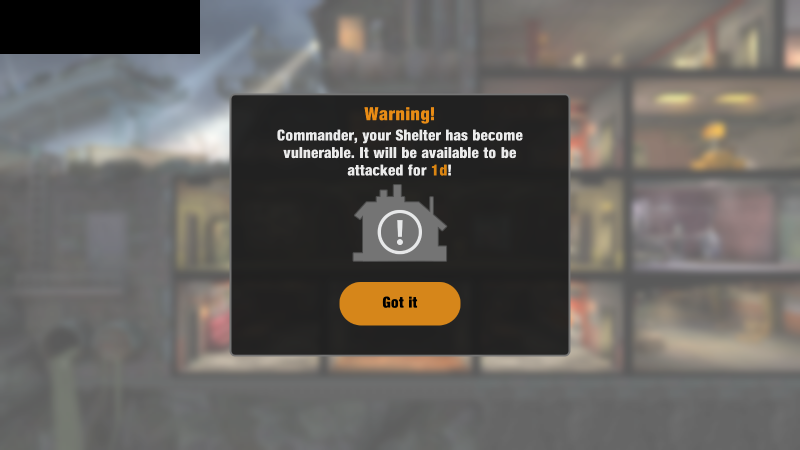 Warning!
Commander, your Shelter has become
vulnerable. It will be available to be
attacked for 1d!
Got it